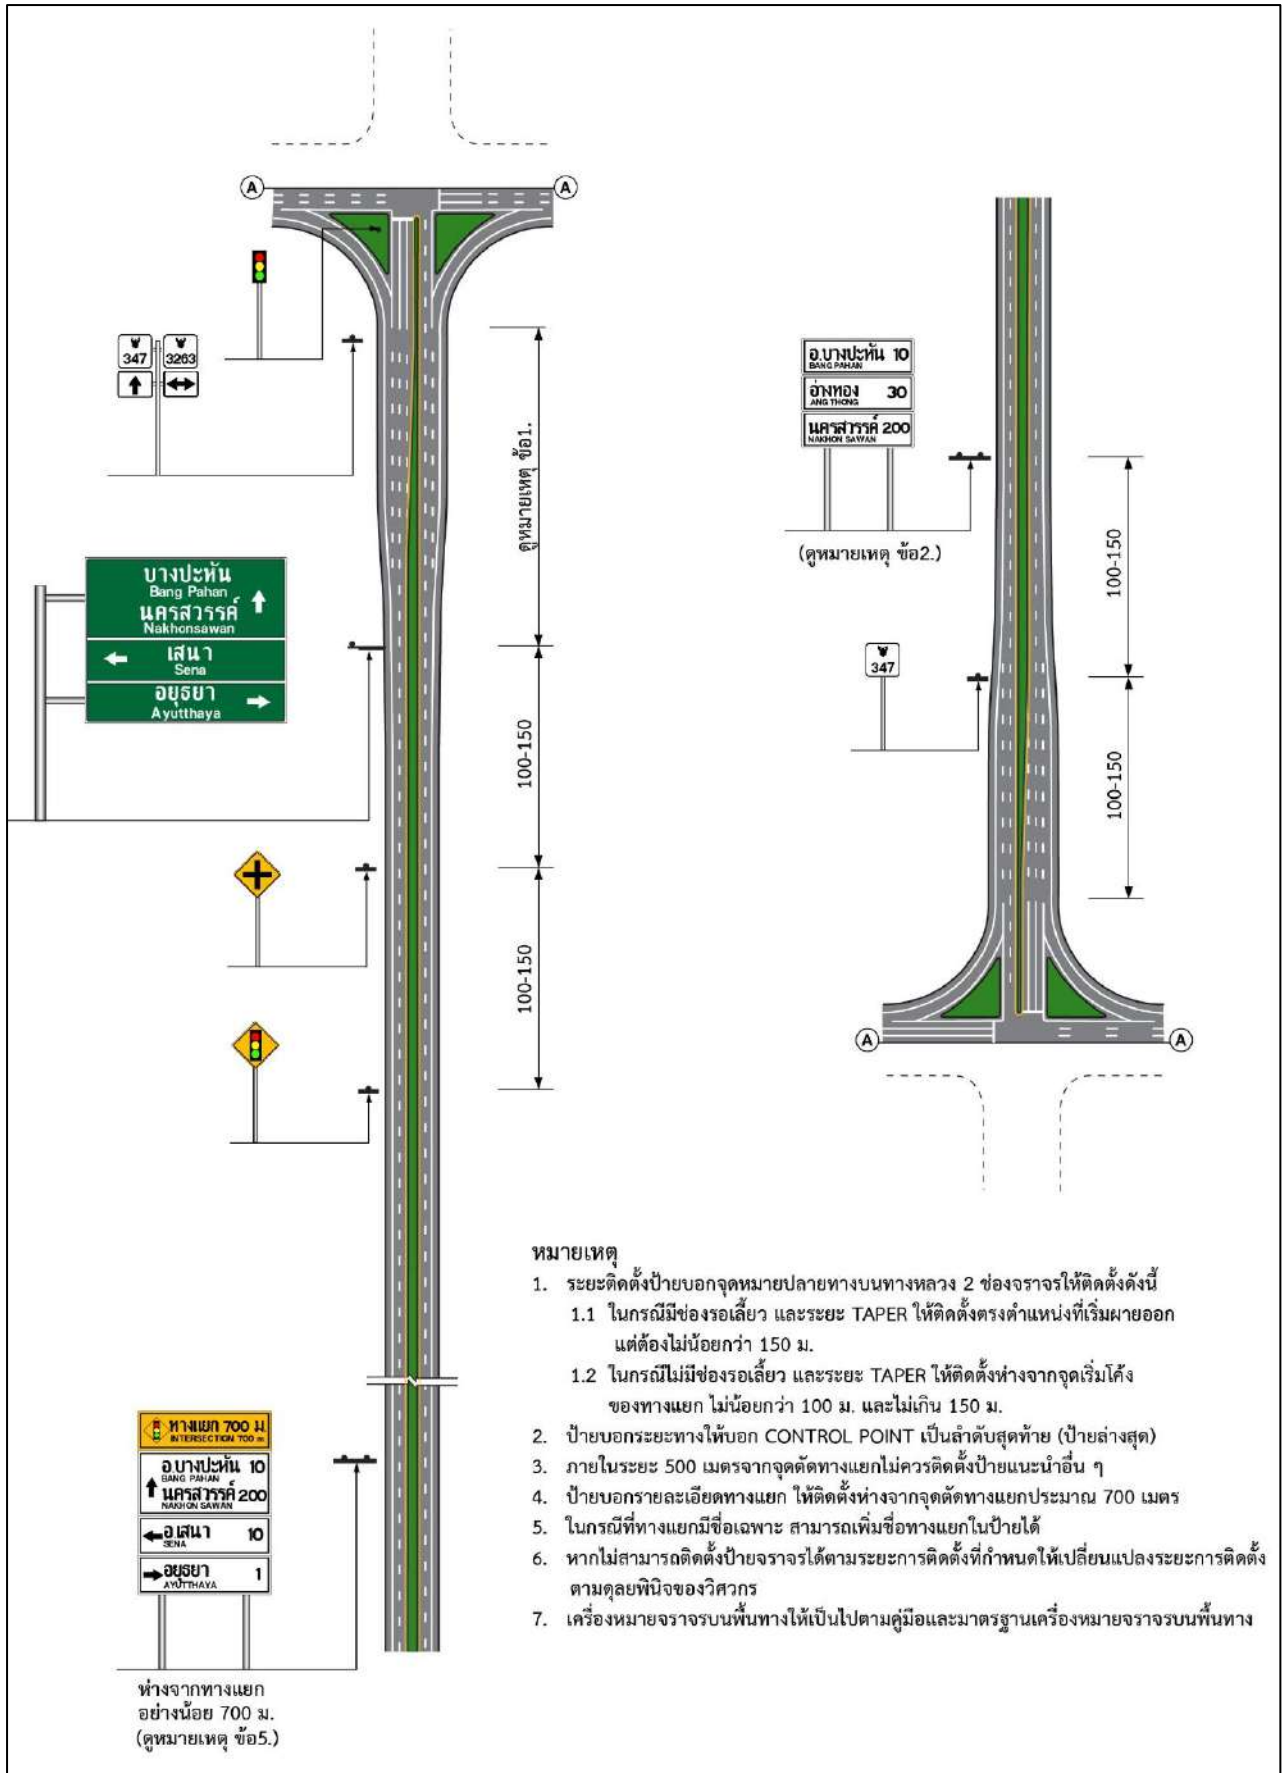 A
A
347
3263
ดูหมายเหตุ ข้อ1.
บางปะหัน
Bang Pahan
นครสวรรค์
Nakhonsawan
เสนา
Sena
อยุธยา
Ayutthaya
100-150
100-150
ทางแยก 700 ม.
INTERSECTION 700 m.
อ.บางปะหัน 10
BANG PAHAN
นครสวรรค์ 200
NAKHON SAWAN
อ.เสนา 10
SENA
อยุธยา 1
AYUTTHAYA
ห่างจากทางแยก
อย่างน้อย 700 ม.
(ดูหมายเหตุ ข้อ5.)
อ.บางปะหัน 10
BANG PAHAN
อ่างทอง 30
ANG THONG
นครสวรรค์ 200
NAKHON SAWAN
(ดูหมายเหตุ ข้อ2.)
100-150
347
100-150
A
A
หมายเหตุ
1. ระยะติดตั้งป้ายบอกจุดหมายปลายทางบนทางหลวง 2 ช่องจราจรให้ติดตั้งดังนี้
1.1 ในกรณีมีช่องรอเลี้ยว และระยะ TAPER ให้ติดตั้งตรงตำแหน่งที่เริ่มผายออก
แต่ต้องไม่น้อยกว่า 150 ม.
1.2 ในกรณีไม่มีช่องรอเลี้ยว และระยะ TAPER ให้ติดตั้งห่างจากจุดเริ่มโค้ง
ของทางแยก ไม่น้อยกว่า 100 ม. และไม่เกิน 150 ม.
2. ป้ายบอกระยะทางให้บอก CONTROL POINT เป็นลำดับสุดท้าย (ป้ายล่างสุด)
3. ภายในระยะ 500 เมตรจากจุดตัดทางแยกไม่ควรติดตั้งป้ายแนะนำอื่น ๆ
4. ป้ายบอกรายละเอียดทางแยก ให้ติดตั้งห่างจากจุดตัดทางแยกประมาณ 700 เมตร
5. ในกรณีที่ทางแยกมีชื่อเฉพาะ สามารถเพิ่มชื่อทางแยกในป้ายได้
6. หากไม่สามารถติดตั้งป้ายจราจรได้ตามระยะการติดตั้งที่กำหนดให้เปลี่ยนแปลงระยะการติดตั้ง
ตามดุลยพินิจของวิศวกร
7. เครื่องหมายจราจรบนพื้นทางให้เป็นไปตามคู่มือและมาตรฐานเครื่องหมายจราจรบนพื้นทาง